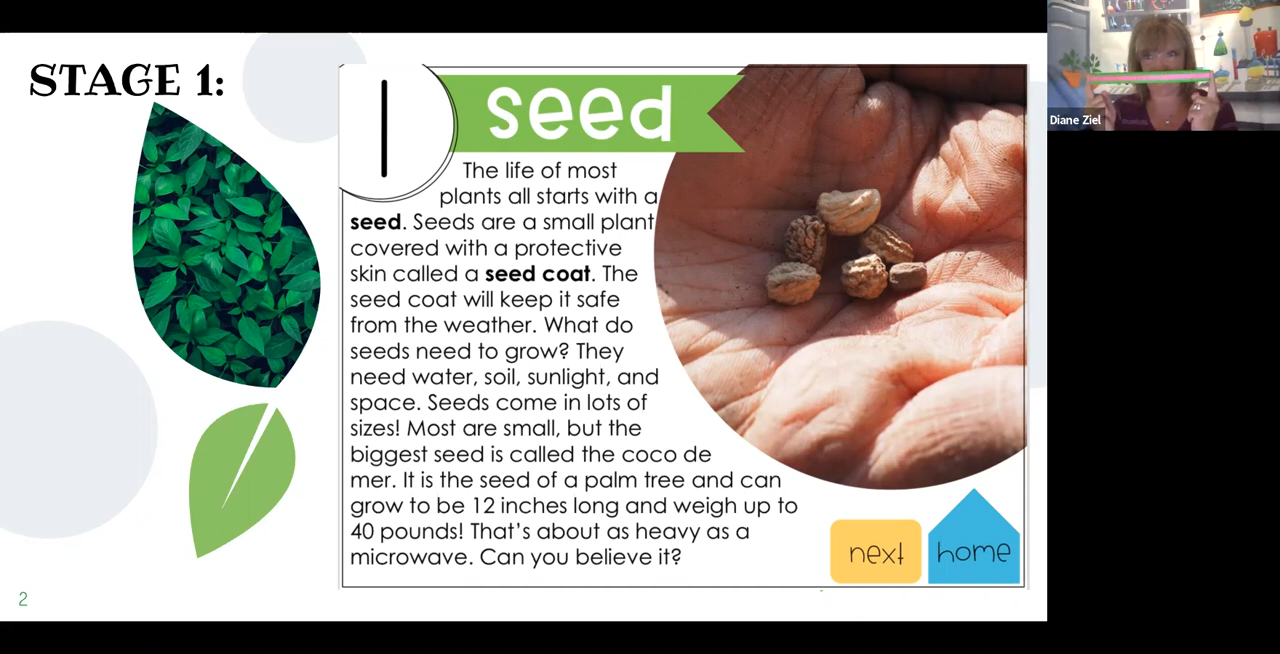 STAGE 1:
1
seed
The life of most
plants all starts with a
seed. Seeds are a small plant
covered with a protective
skin called a seed coat. The
seed coat will keep it safe
from the weather. What do
seeds need to grow? They
need water, soil, sunlight, and
space. Seeds come in lots of
sizes! Most are small, but the
biggest seed is called the coco de
mer. It is the seed of a palm tree and can
grow to be 12 inches long and weigh up to
40 pounds! That's about as heavy as a
microwave. Can you believe it?
next
home
2
Diane Ziel